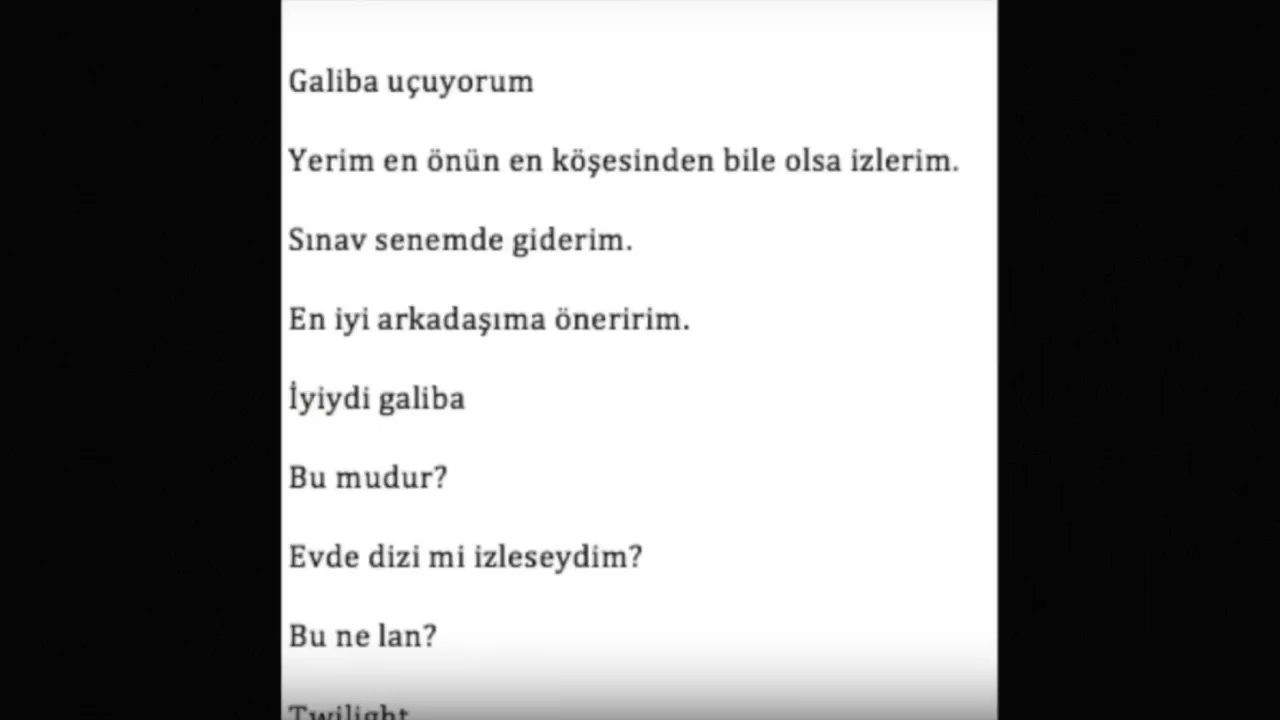 Galiba uçuyorum
Yerim en önün en köşesinden bile olsa izlerim.
Sınav senemde giderim.
En iyi arkadaşıma öneririm.
İyiydi galiba
Bu mudur?
Evde dizi mi izleseydim?
Bu ne lan?
Twilight